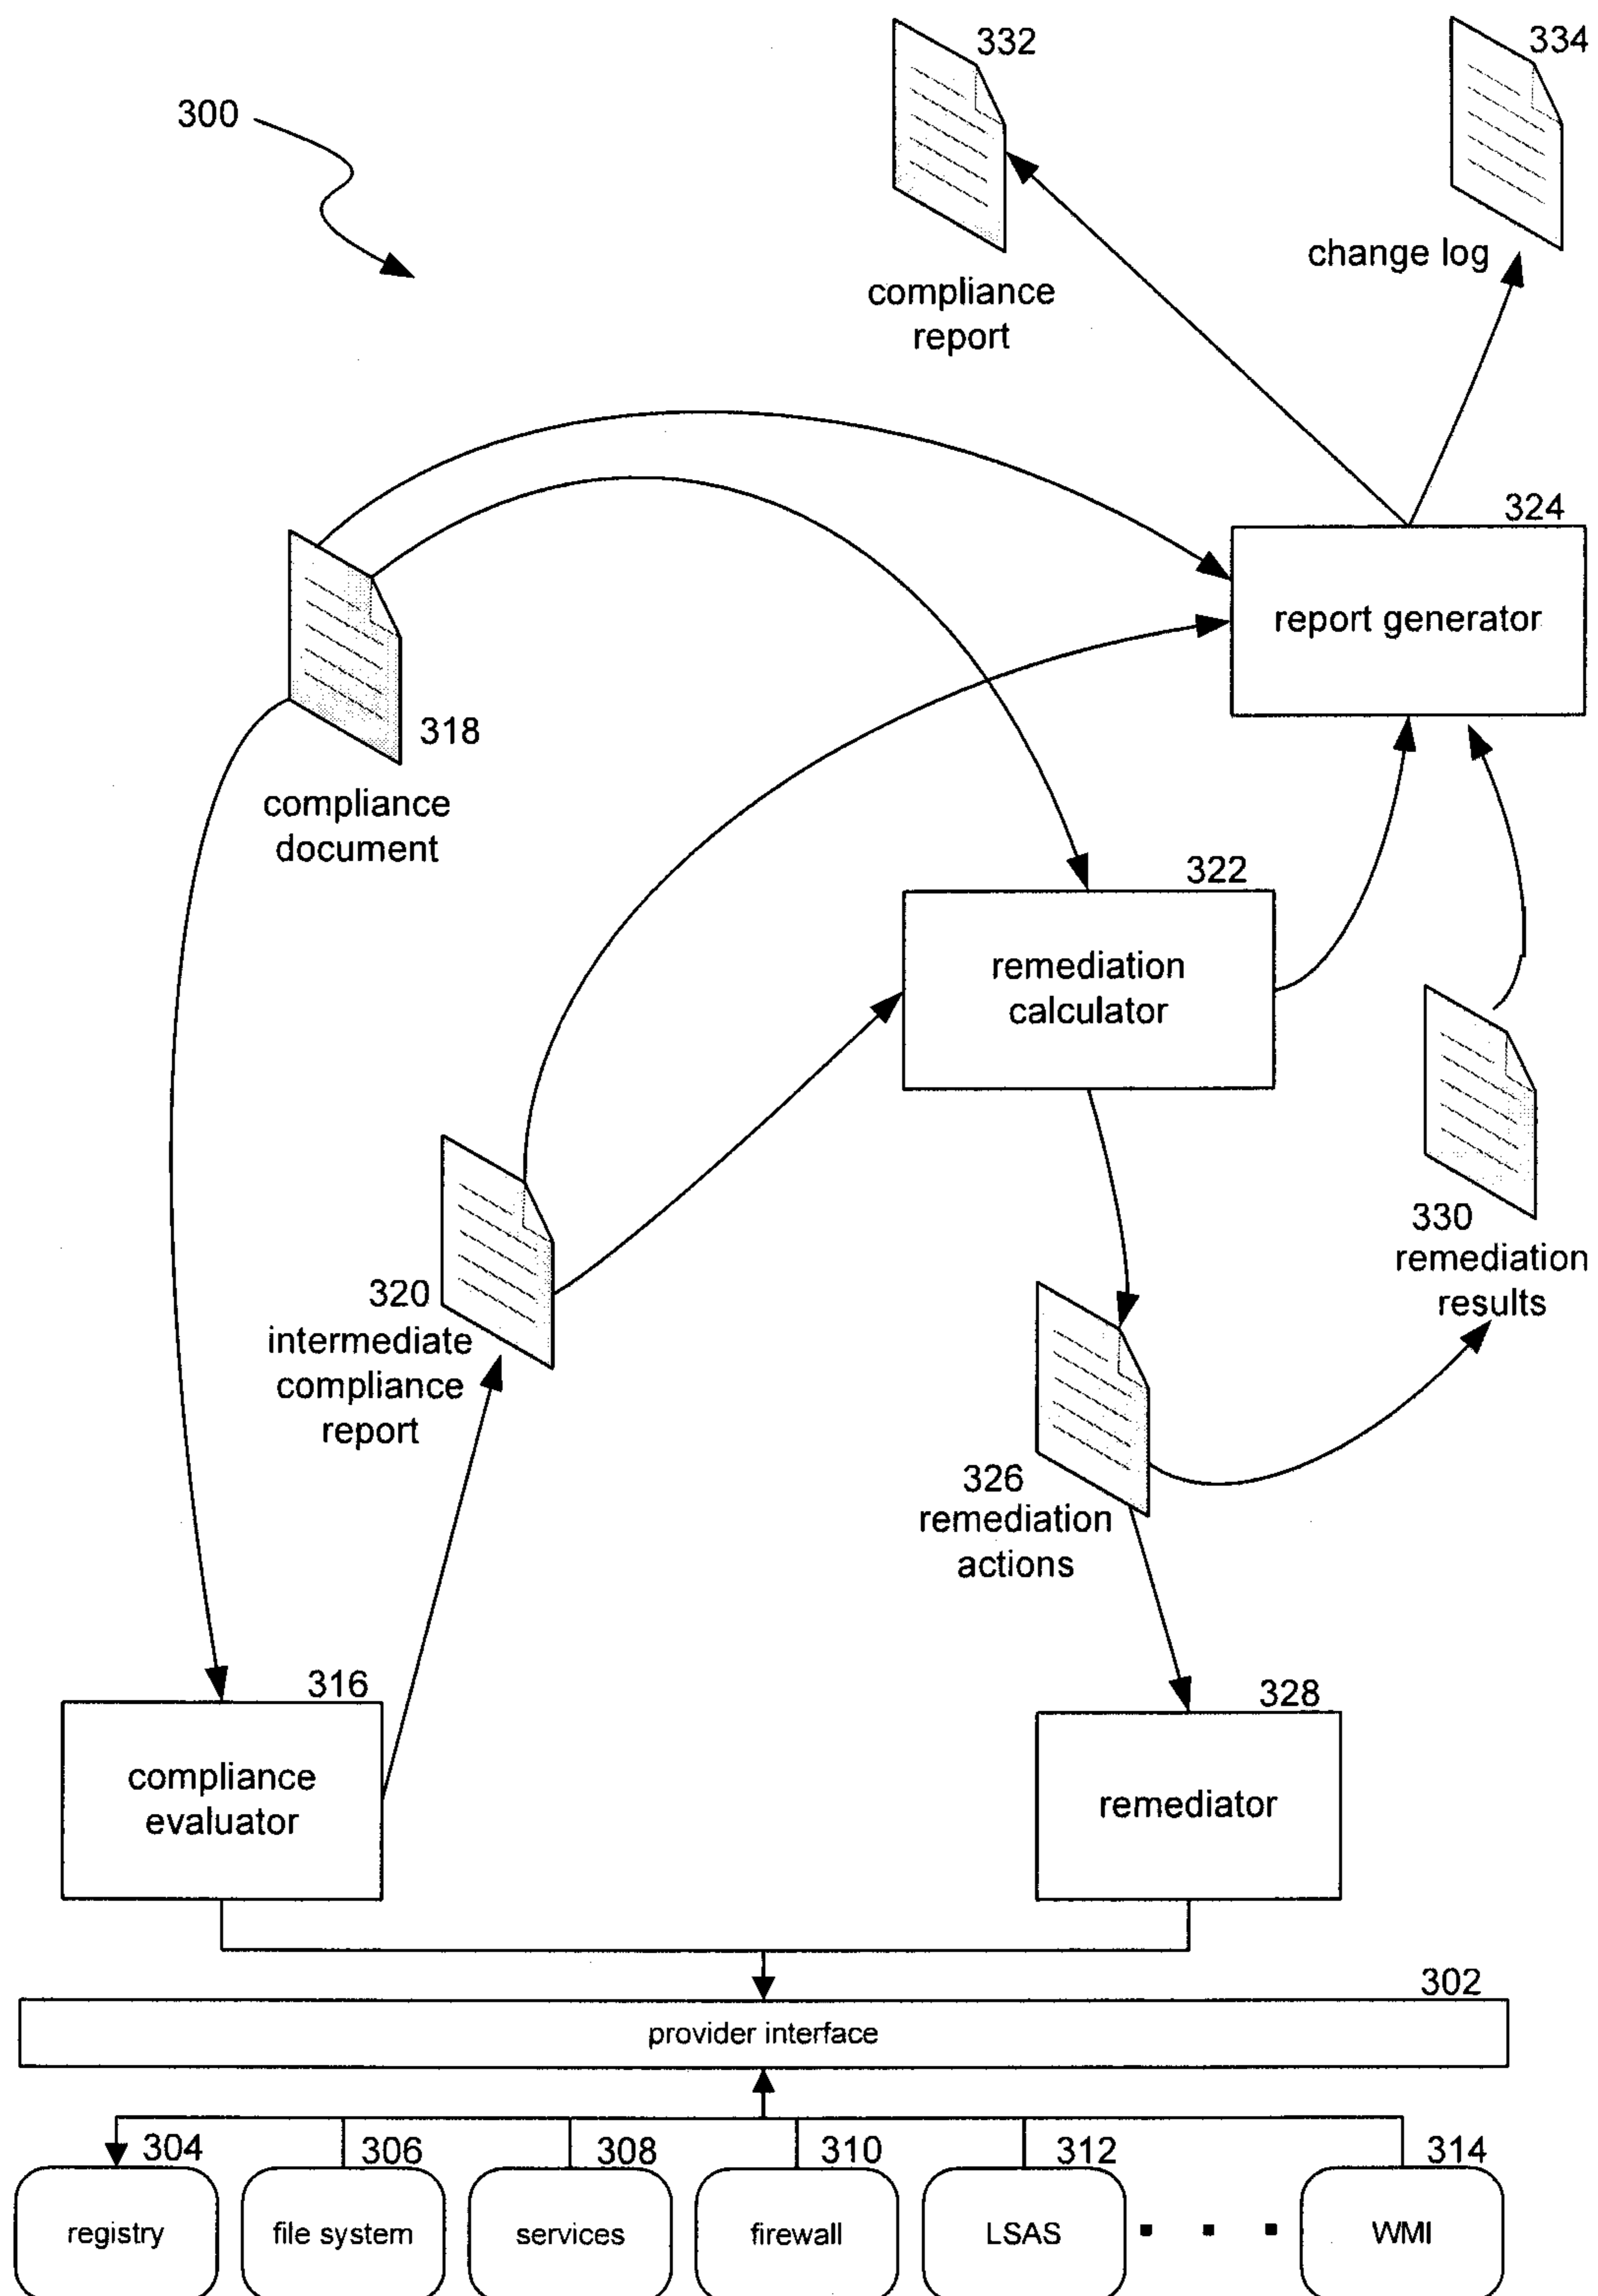 332
334
300
change log
compliance
report
324
report generator
318
compliance
document
322
remediation
calculator
330
remediation
results
320
intermediate
compliance
report
326
remediation
actions
316
compliance
evaluator
328
remediator
302
provider interface
304
306
308
310
312
314
registry
file system
services
firewall
LSAS
WMI